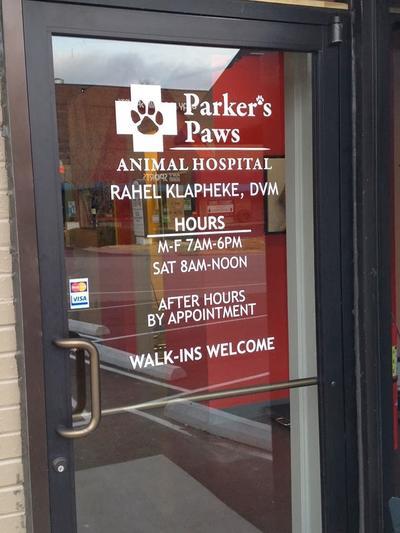 Parker's
Paws
ANIMAL HOSPITAL
RAHEL KLAPHEKE, DVM
HOURS
M-F 7AM-6PM
SAT 8AM-NOON
AFTER HOURS
BY APPOINTMENT
WALK-INS WELCOME
VISA